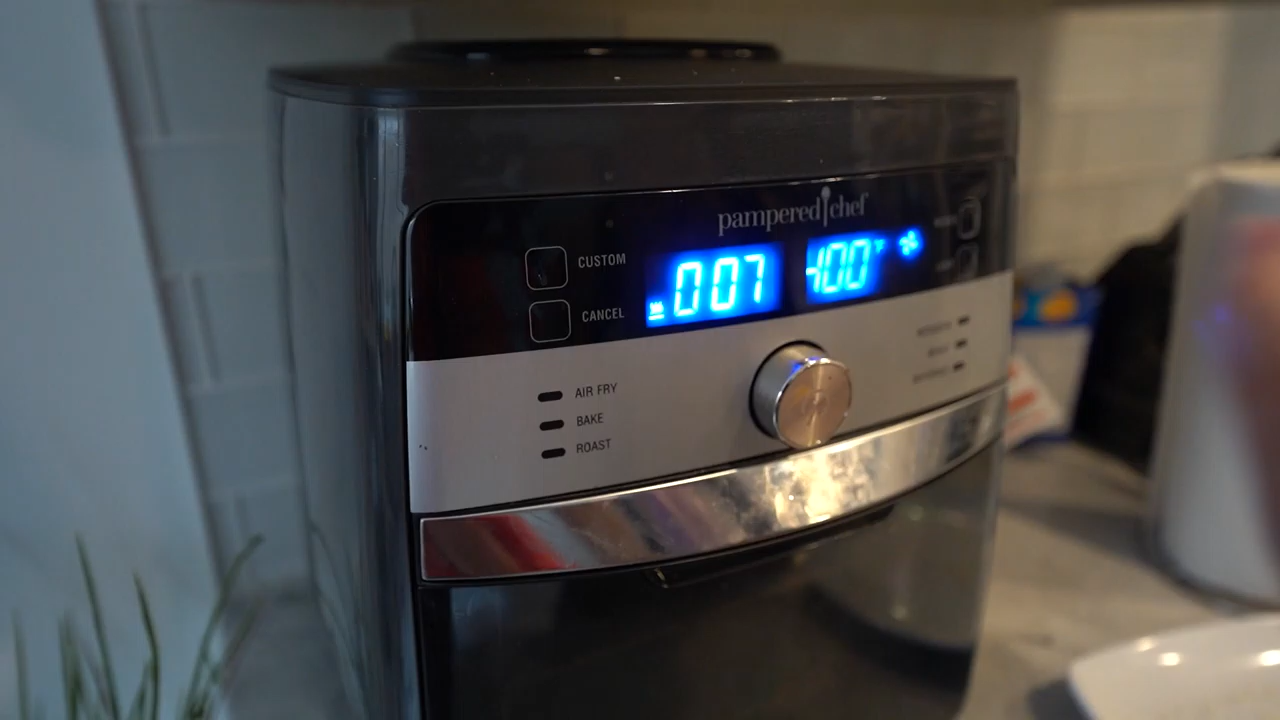 pampered chef
CUSTOM
007
400°F
CANCEL
AIR FRY
BAKE
ROAST